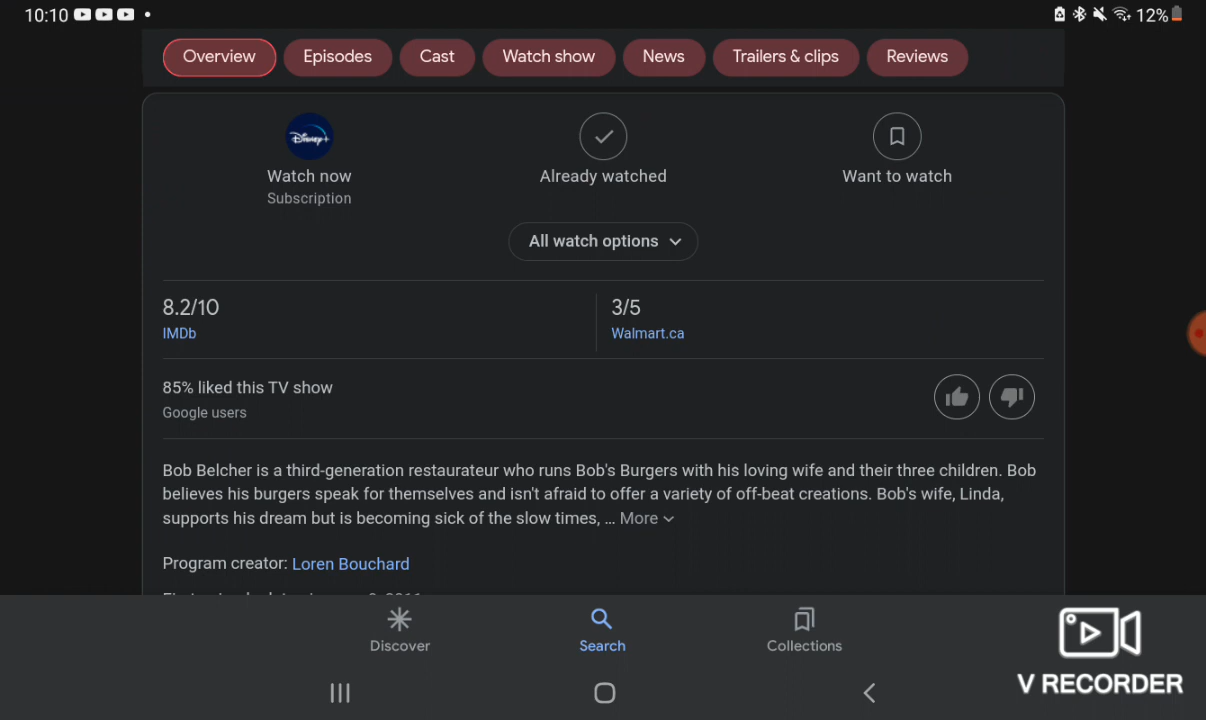 10:10
12%
Overview Episodes Cast Watch show News Trailers & clips Reviews
Disney+
Watch now
Subscription
Already watched
Want to watch
All watch options
8.2/10
IMDb
3/5
Walmart.ca
85% liked this TV show
Google users
Bob Belcher is a third-generation restaurateur who runs Bob's Burgers with his loving wife and their three children. Bob
believes his burgers speak for themselves and isn't afraid to offer a variety of off-beat creations. Bob's wife, Linda,
supports his dream but is becoming sick of the slow times, ... More
Program creator: Loren Bouchard
Discover Search Collections
V RECORDER